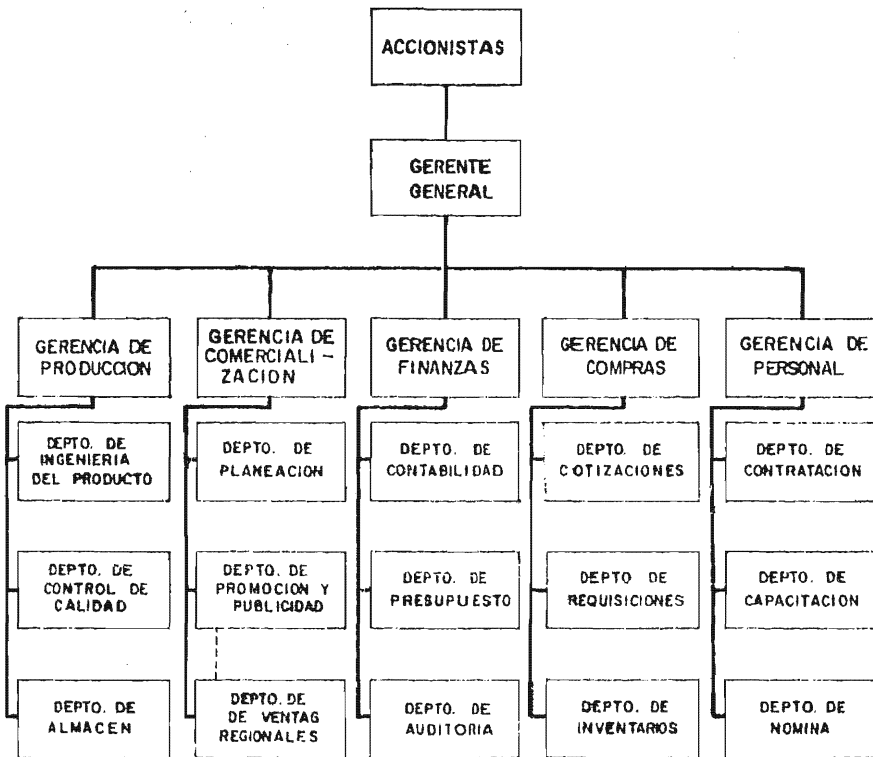 ACCIONISTAS
GERENTE
GENERAL
GERENCIA DE
PRODUCCION
GERENCIA DE
COMERCIALI-
ZACION
GERENCIA DE
FINANZAS
GERENCIA DE
COMPRAS
GERENCIA DE
PERSONAL
DEPTO. DE
INGENIERIA
DEL PRODUCTO
DEPTO. DE
PLANEACION
DEPTO. DE
CONTABILIDAD
DEPTO. DE
COTIZACIONES
DEPTO. DE
CONTRATACION
DEPTO. DE
CONTROL DE
CALIDAD
DEPTO. DE
PROMOCION Y
PUBLICIDAD
DEPTO. DE
PRESUPUESTO
DEPTO DE
REQUISICIONES
DEPTO. DE
CAPACITACION
DEPTO. DE
ALMACEN
DEPTO. DE
DE VENTAS
REGIONALES
DEPTO. DE
AUDITORIA
DEPTO. DE
INVENTARIOS
DEPTO. DE
NOMINA